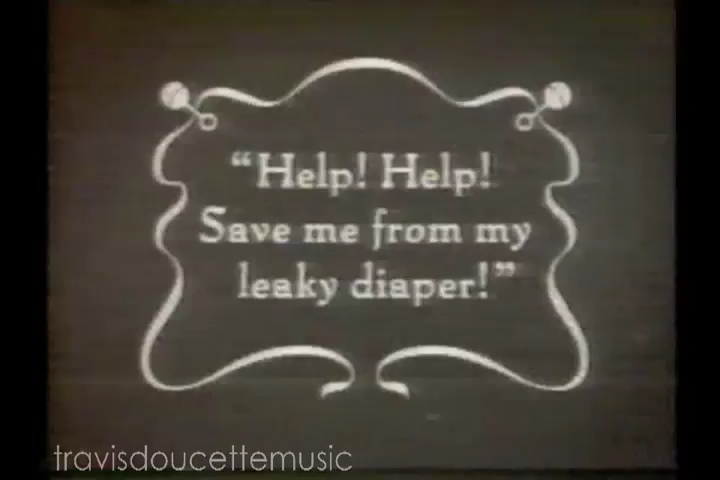 “Help! Help!
Save me from my
leaky diaper!”
travisdoucettemusic